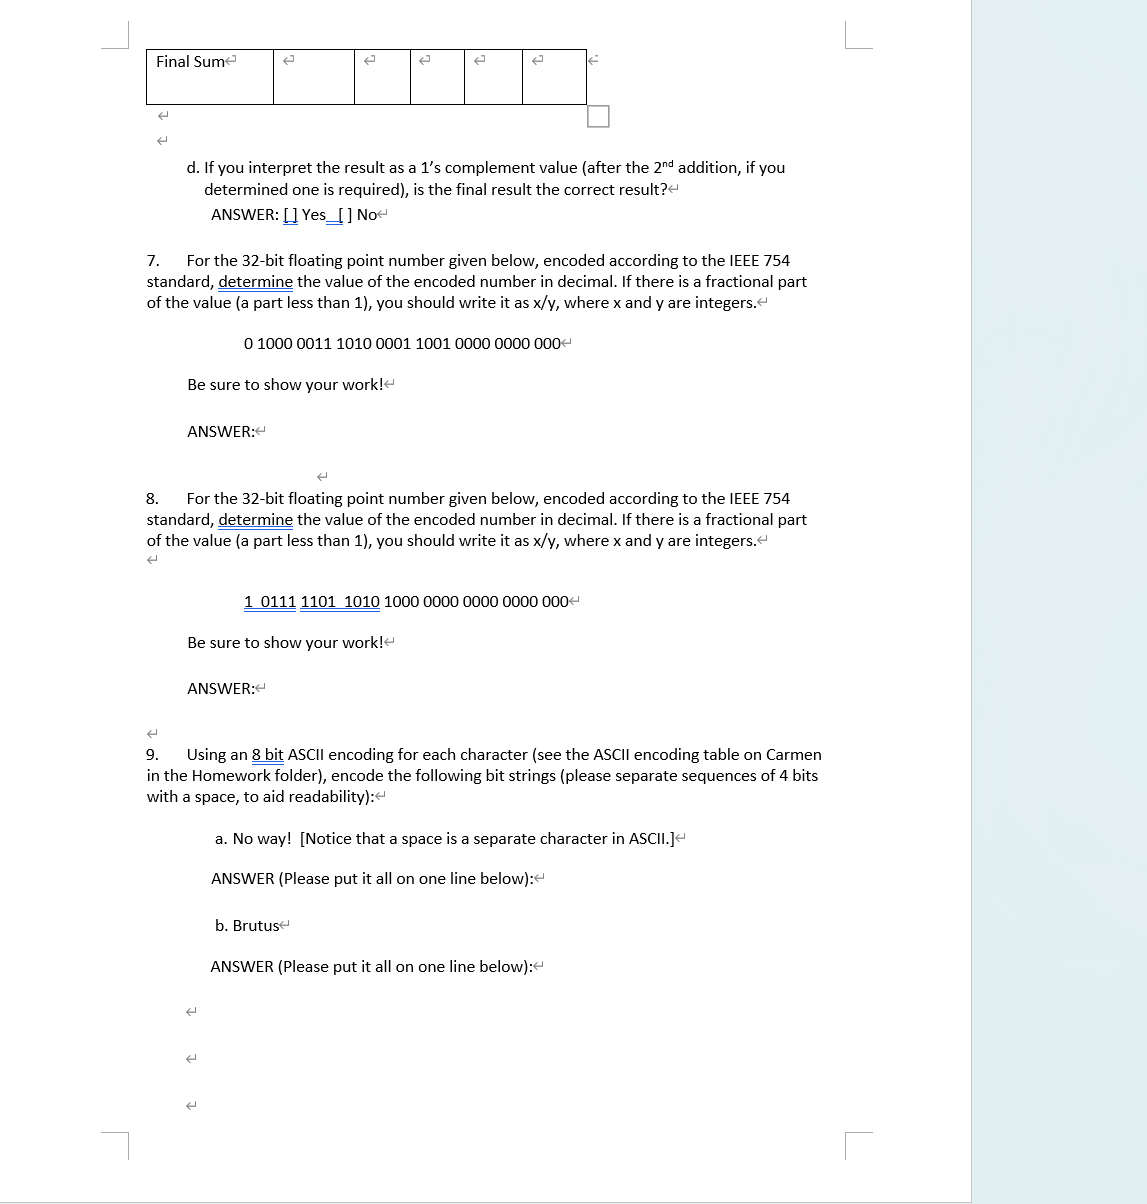 Final Sum
d. If you interpret the result as a 1’s complement value (after the 2nd addition, if you
determined one is required), is the final result the correct result?
ANSWER: [ ] Yes  [ ] No
7. For the 32-bit floating point number given below, encoded according to the IEEE 754
standard, determine the value of the encoded number in decimal. If there is a fractional part
of the value (a part less than 1), you should write it as x/y, where x and y are integers.
0 1000 0011 1010 0001 1001 0000 0000 000
Be sure to show your work!
ANSWER:
8. For the 32-bit floating point number given below, encoded according to the IEEE 754
standard, determine the value of the encoded number in decimal. If there is a fractional part
of the value (a part less than 1), you should write it as x/y, where x and y are integers.
1  0111 1101  1010 1000 0000 0000 0000 000
Be sure to show your work!
ANSWER:
9. Using an 8 bit ASCII encoding for each character (see the ASCII encoding table on Carmen
in the Homework folder), encode the following bit strings (please separate sequences of 4 bits
with a space, to aid readability):
a. No way!  [Notice that a space is a separate character in ASCII.]
ANSWER (Please put it all on one line below):
b. Brutus
ANSWER (Please put it all on one line below):